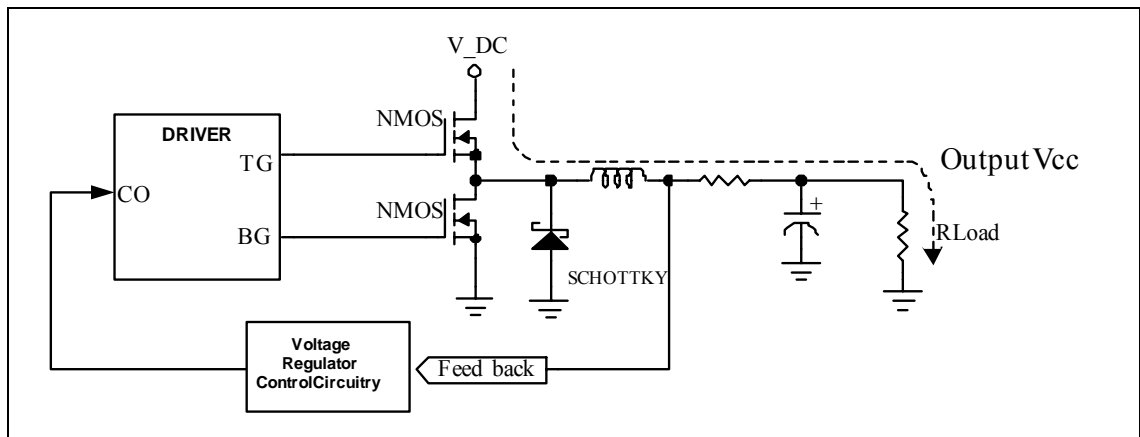 V_DC
NMOS
DRIVER
TG
Output Vcc
CO
NMOS
+
BG
RLoad
SCHOTTKY
Voltage
Regulator
ControlCircuitry
Feed back